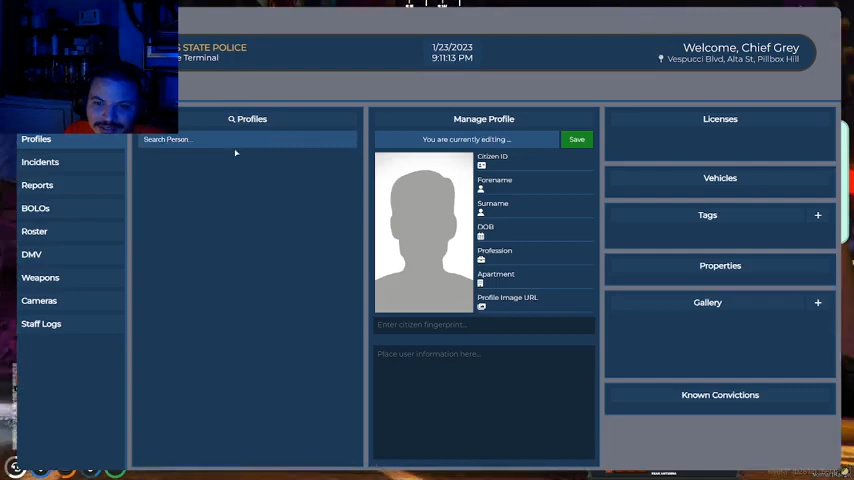 S STATE POLICE
e Terminal
1/23/2023
9:11:13 PM
Welcome, Chief Grey
Vespucci Blvd, Alta St, Pillbox Hill
Profiles
Incidents
Reports
BOLOs
Roster
DMV
Weapons
Cameras
Staff Logs
Profiles
Search Person...
Manage Profile
You are currently editing ...
Save
Citizen ID
Forename
Surname
DOB
Profession
Apartment
Profile Image URL
Enter citizen fingerprint...
Place user information here...
Licenses
Vehicles
Tags +
Properties
Gallery +
Known Convictions